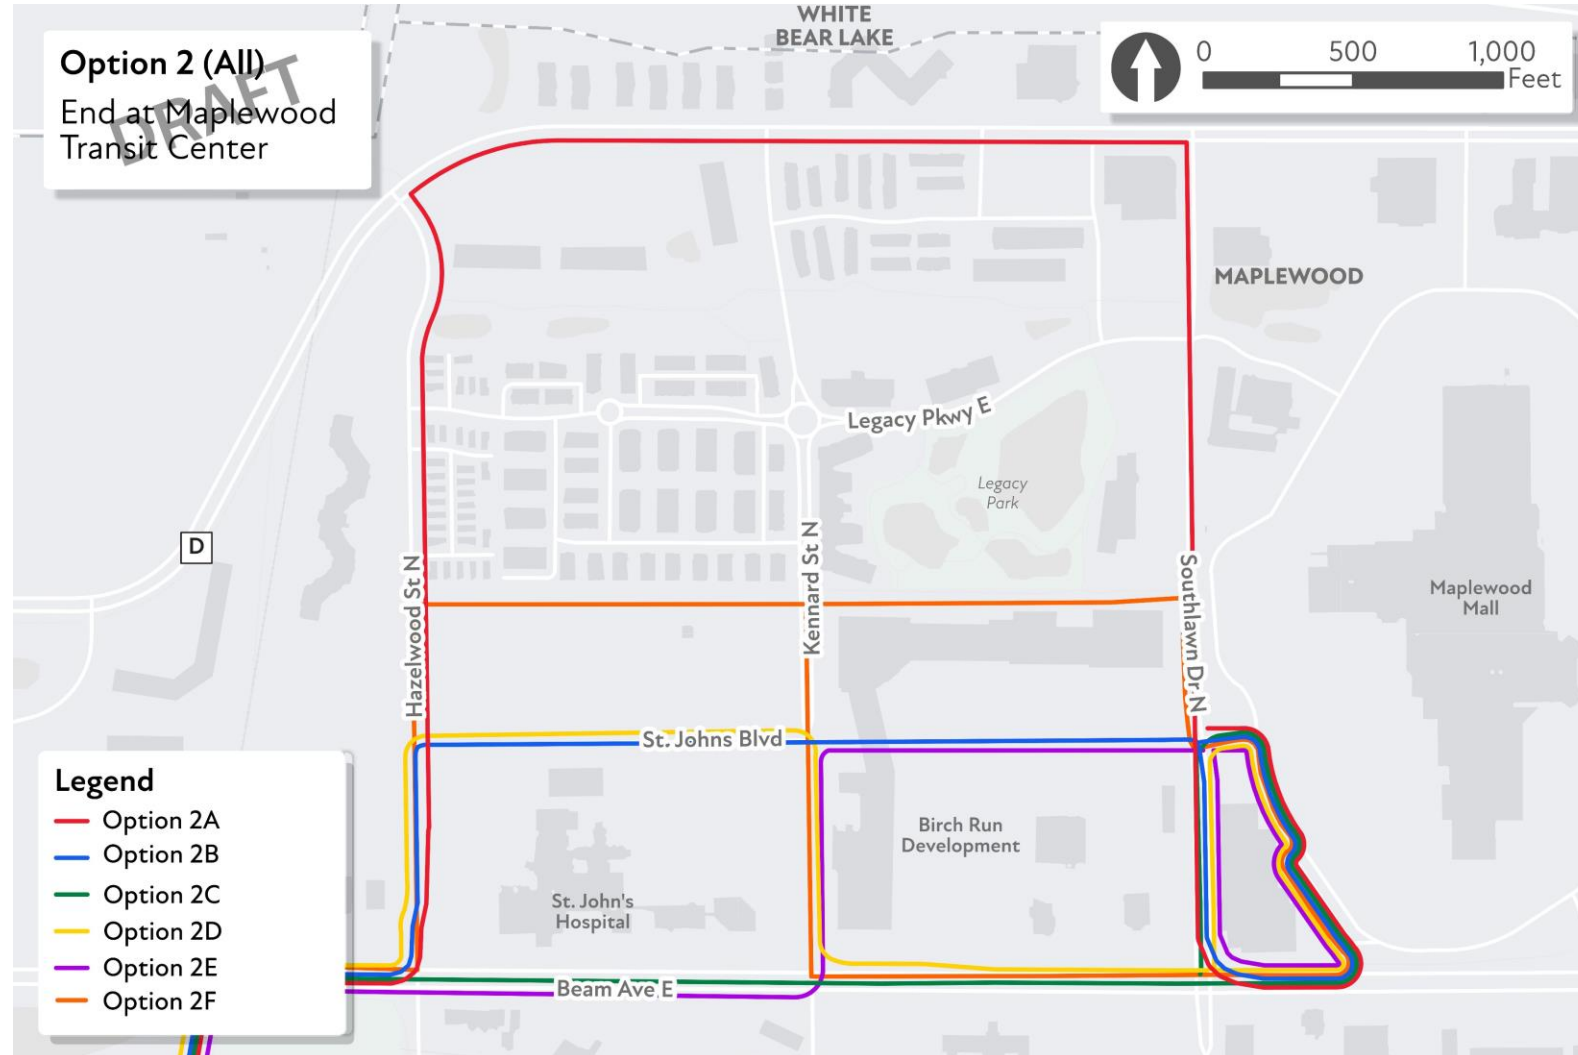 WHITE
BEAR LAKE
Option 2 (All)
DRAFT
End at Maplewood
Transit Center
0 500 1,000
Feet
MAPLEWOOD
Legacy Pkwy E
Legacy
Park
D
Hazelwood St N
Kennard St N
Southlawn Dr N
Maplewood
Mall
St. Johns Blvd
Birch Run
Development
St. John's
Hospital
Beam Ave E
Legend
Option 2A
Option 2B
Option 2C
Option 2D
Option 2E
Option 2F